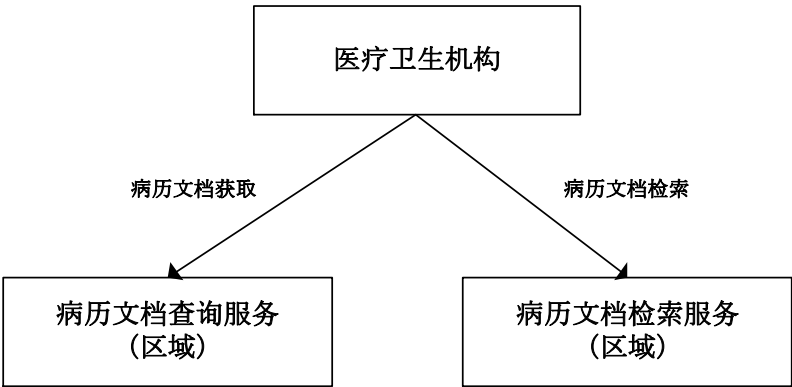 医疗卫生机构
病历文档获取
病历文档检索
病历文档查询服务
（区域）
病历文档检索服务
（区域）